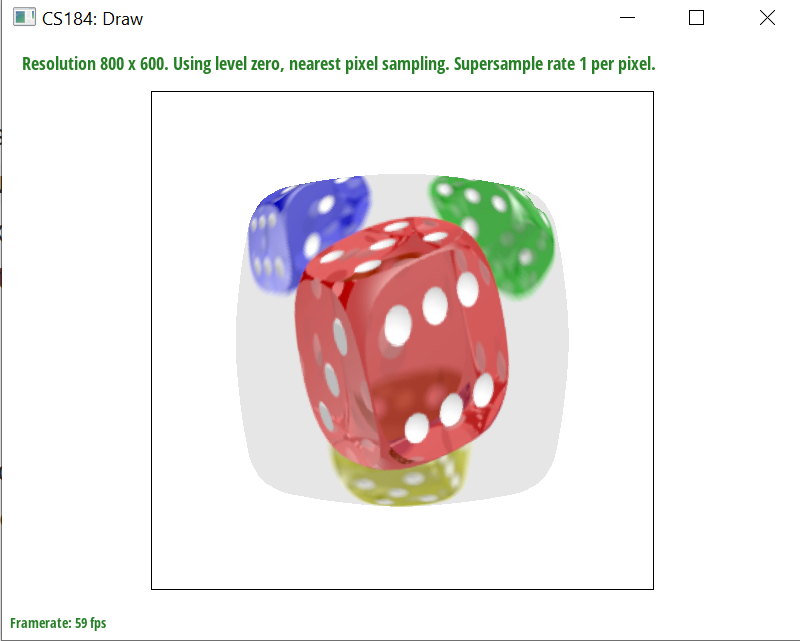 CS184: Draw
Resolution 800 x 600. Using level zero, nearest pixel sampling. Supersample rate 1 per pixel.
Framerate: 59 fps